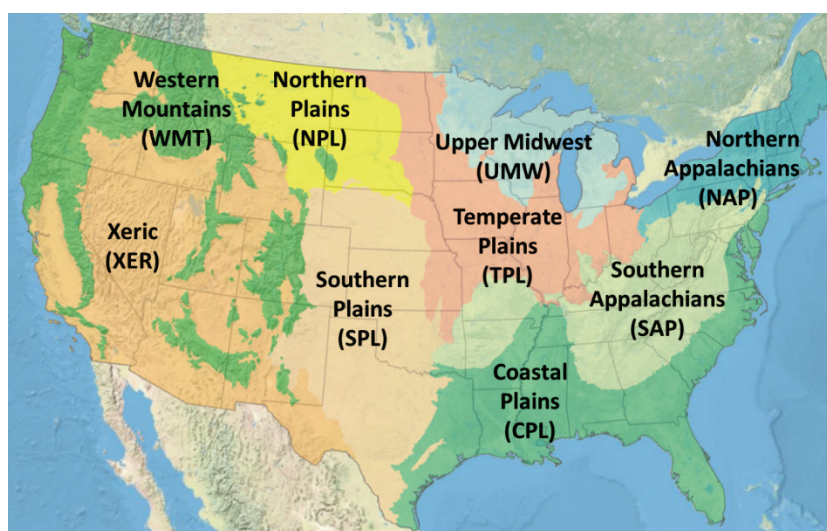 Western
Mountains
(WMT)
Northern
Plains
(NPL)
Upper Midwest
(UMW)
Northern
Appalachians
(NAP)
Xeric
(XER)
Temperate
Plains
(TPL)
Southern
Plains
(SPL)
Southern
Appalachians
(SAP)
Coastal
Plains
(CPL)